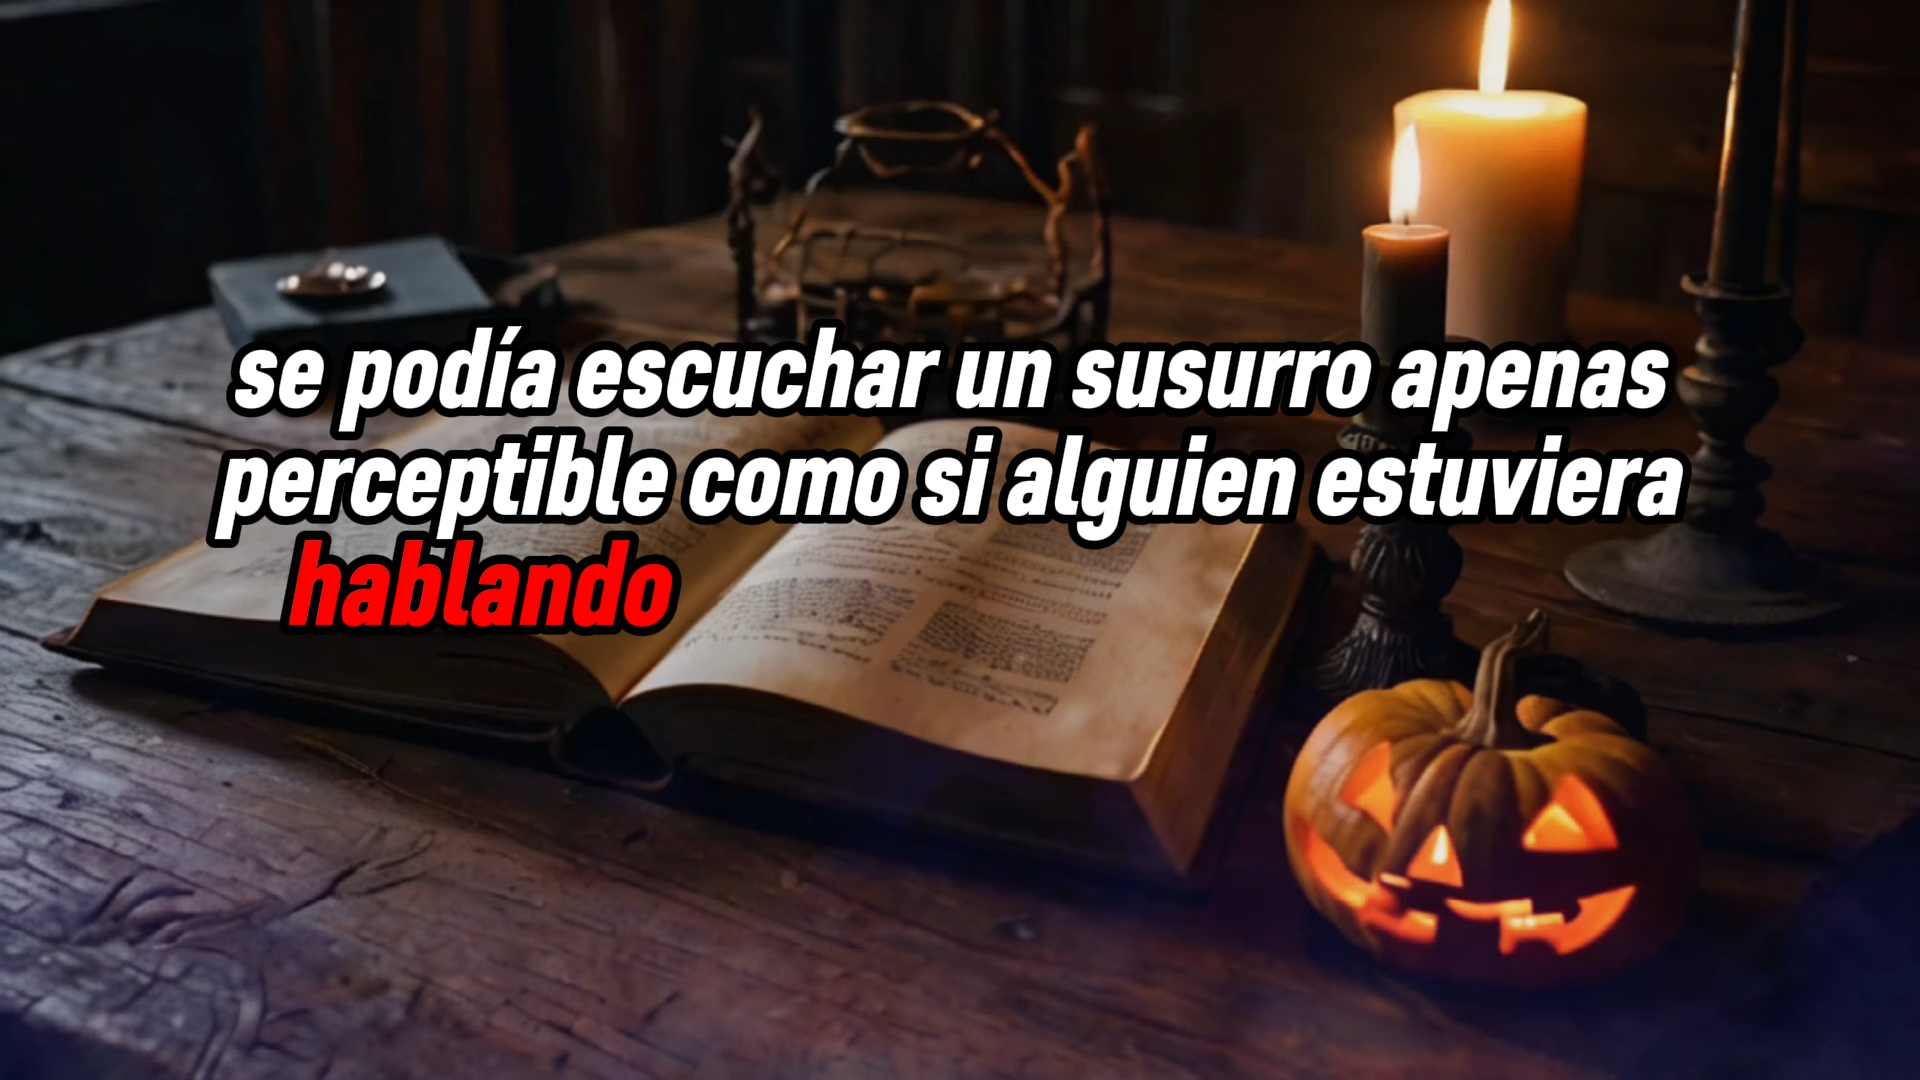 se podía escuchar un susurro apenas
perceptible como si alguien estuviera
hablando